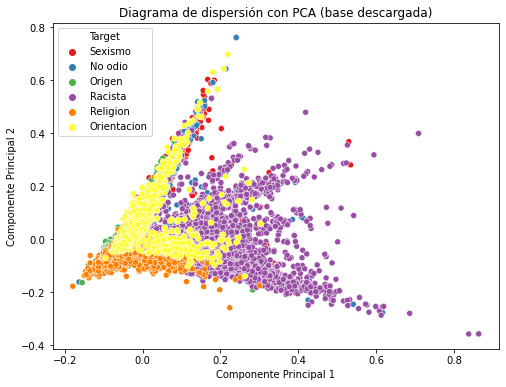 Diagrama de dispersión con PCA (base descargada)
Target
Sexismo
No odio
Origen
Racista
Religion
Orientacion
0.8
0.6
0.4
0.2
0.0
−0.2
−0.4
Componente Principal 2
−0.2
0.0
0.2
0.4
0.6
0.8
Componente Principal 1